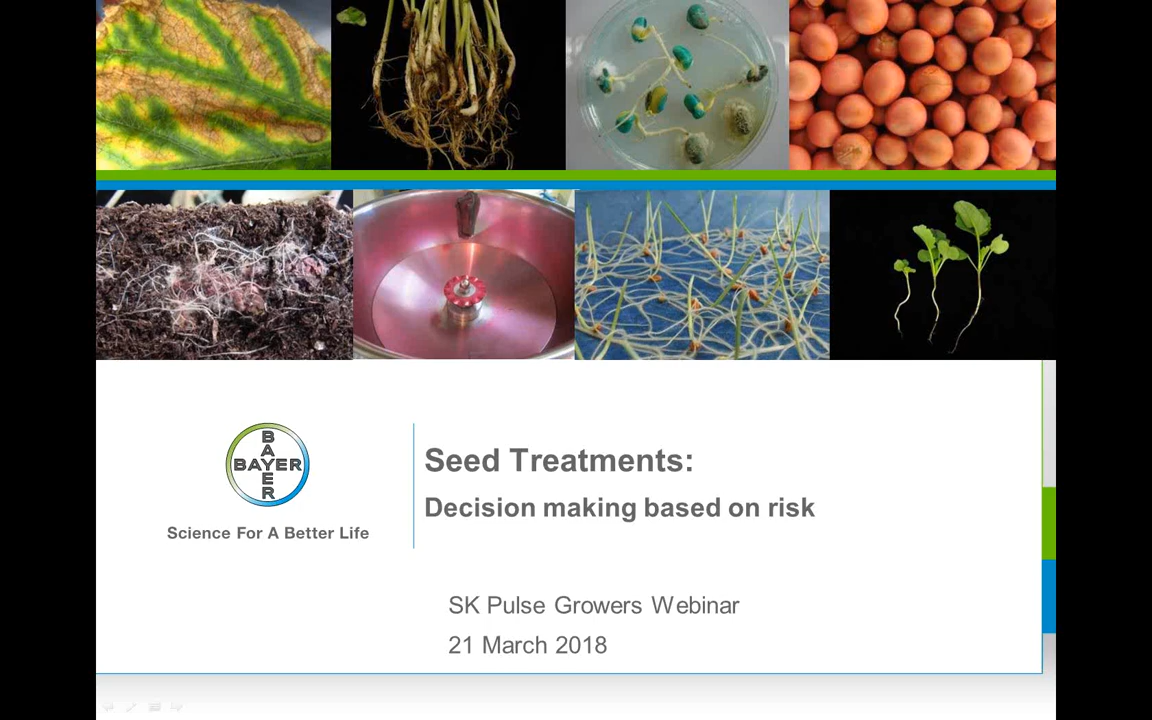 BAYER
BAYER
Science For A Better Life
Seed Treatments:
Decision making based on risk
SK Pulse Growers Webinar
21 March 2018